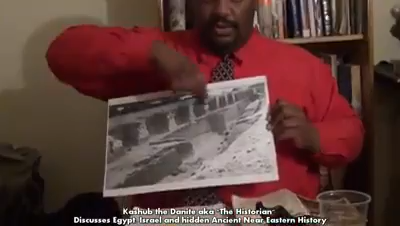 Kashub the Danite aka "The Historian"
Discusses Egypt, Israel and hidden Ancient Near Eastern History